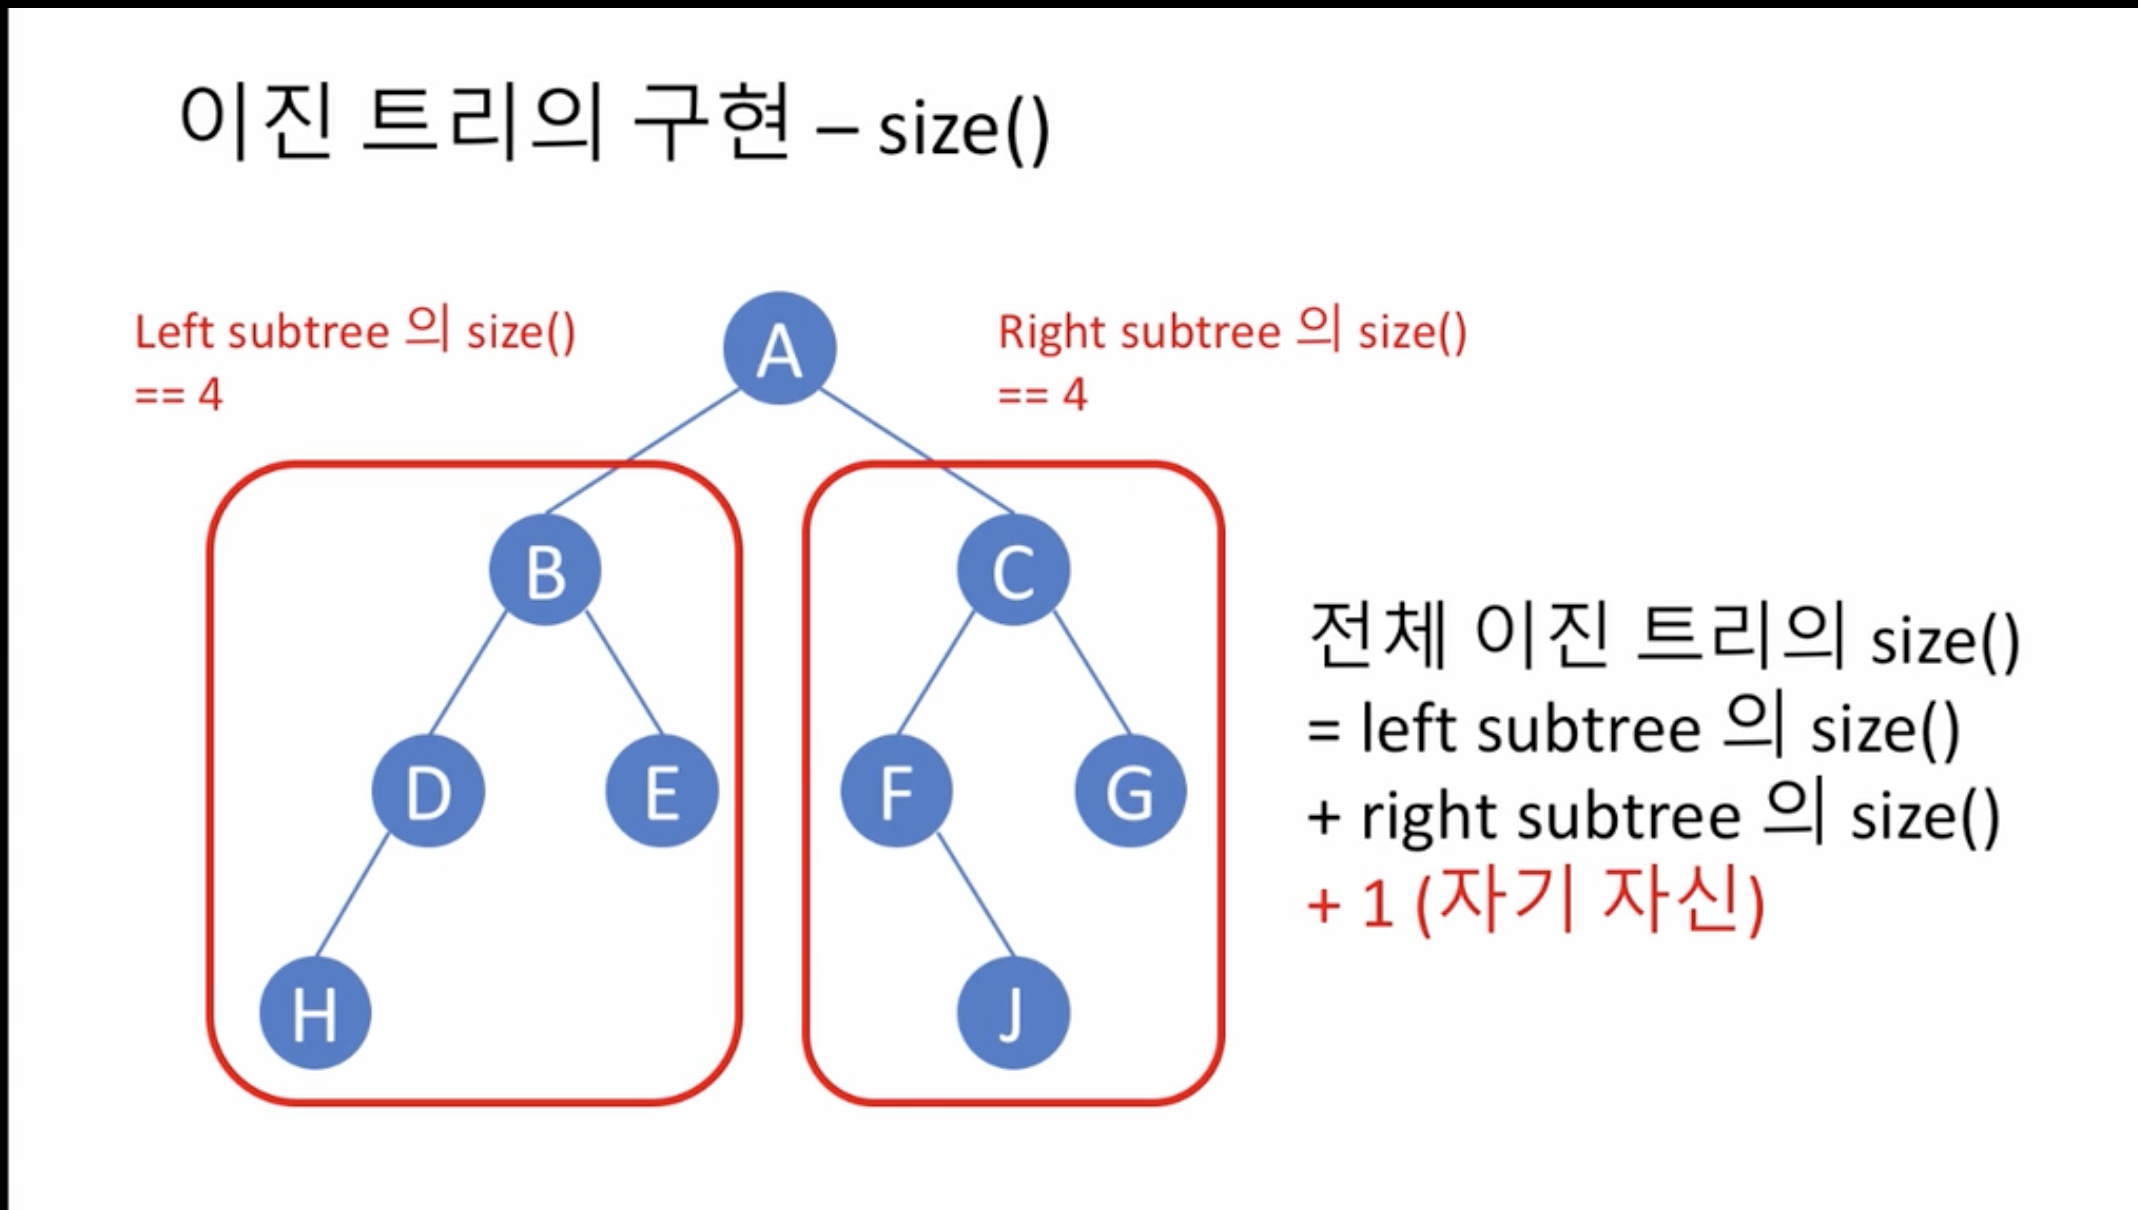 이진 트리의 구현 – size()
Left subtree 의 size()
== 4
Right subtree 의 size()
== 4
A
B
C
D
E
F
G
H
J
전체 이진 트리의 size()
= left subtree 의 size()
+ right subtree 의 size()
+ 1 (자기 자신)